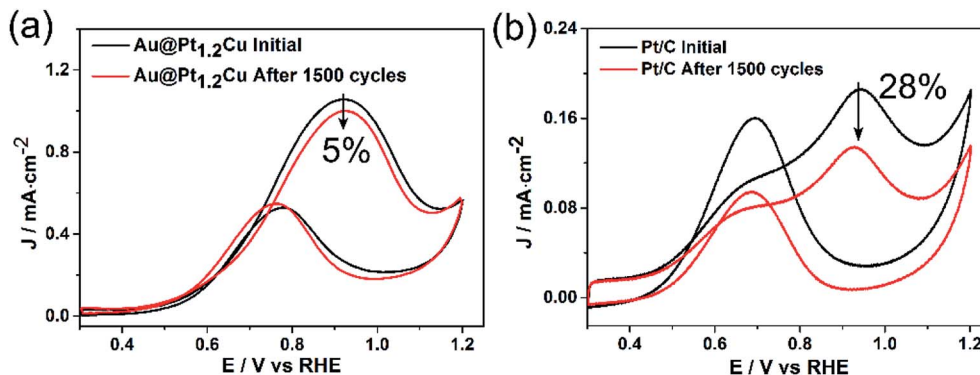 (a)
Au@Pt1.2Cu Initial
Au@Pt1.2Cu After 1500 cycles
5%
J / mA·cm-2
1.2
0.9
0.6
0.3
0.0
0.4 0.6 0.8 1.0 1.2
E / V vs RHE
(b)
Pt/C Initial
Pt/C After 1500 cycles
28%
J / mA·cm-2
0.16
0.08
0.00
0.4 0.6 0.8 1.0 1.2
E / V vs RHE